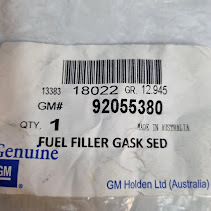 13383 18022 GR. 12.945
GM# 92055380
QTY. 1 MADE IN AUSTRALIA
FUEL FILLER GASK SED
Genuine
GM
GM Holden Ltd (Australia)